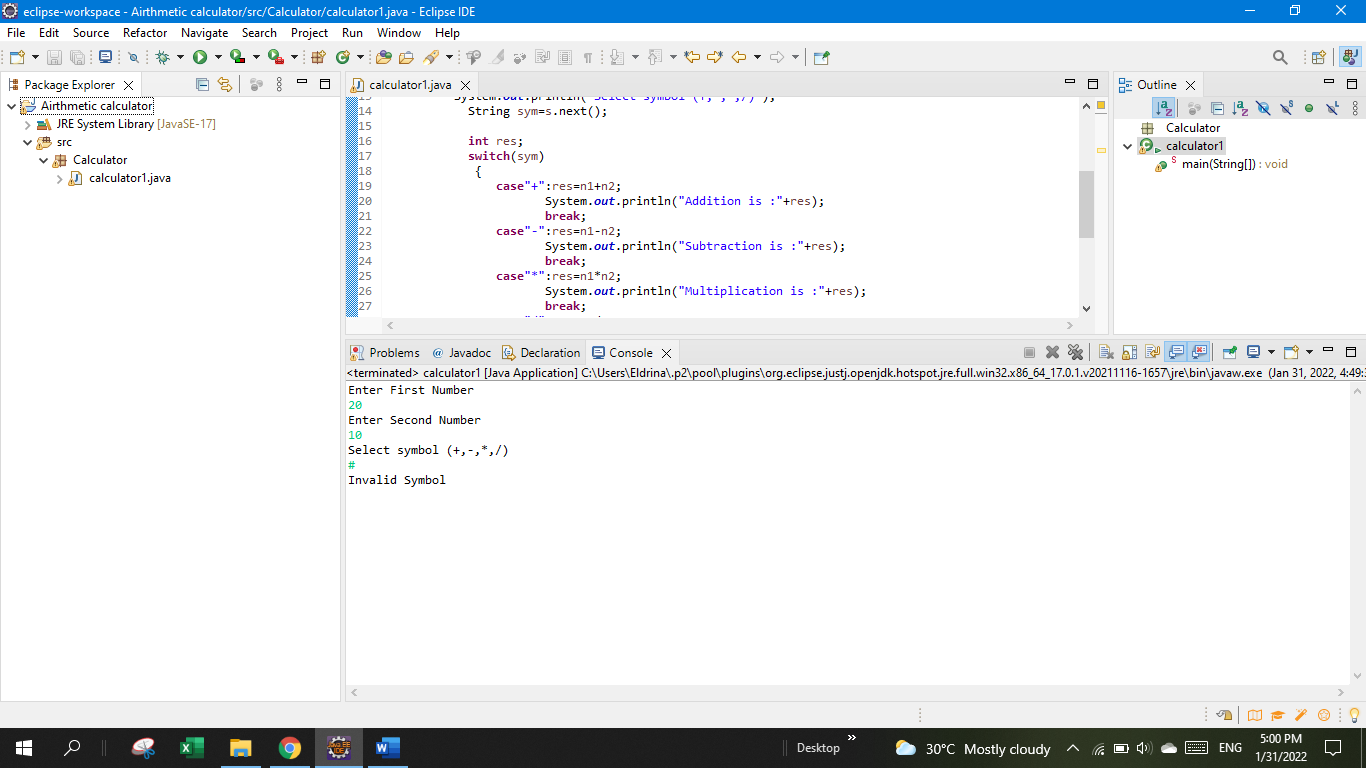 eclipse-workspace - Airthmetic calculator/src/Calculator/calculator1.java - Eclipse IDE
File Edit Source Refactor Navigate Search Project Run Window Help
Package Explorer
Airthmetic calculator
JRE System Library [JavaSE-17]
src
Calculator
calculator1.java
calculator1.java
14 String sym=s.next();
15
16 int res;
17 switch(sym)
18 {
19 case"+":res=n1+n2;
20 System.out.println("Addition is :"+res);
21 break;
22 case"-":res=n1-n2;
23 System.out.println("Subtraction is :"+res);
24 break;
25 case"*":res=n1*n2;
26 System.out.println("Multiplication is :"+res);
27 break;
Outline
Calculator
calculator1
main(String[]) : void
Problems Javadoc Declaration Console
<terminated> calculator1 [Java Application] C:\Users\Eldrina\.p2\pool\plugins\org.eclipse.justj.openjdk.hotspot.jre.full.win32.x86_64_17.0.1.v20211116-1657\jre\bin\javaw.exe (Jan 31, 2022, 4:49:
Enter First Number
20
Enter Second Number
10
Select symbol (+,-,*,/)
#
Invalid Symbol
Desktop
30°C Mostly cloudy
ENG
5:00 PM
1/31/2022